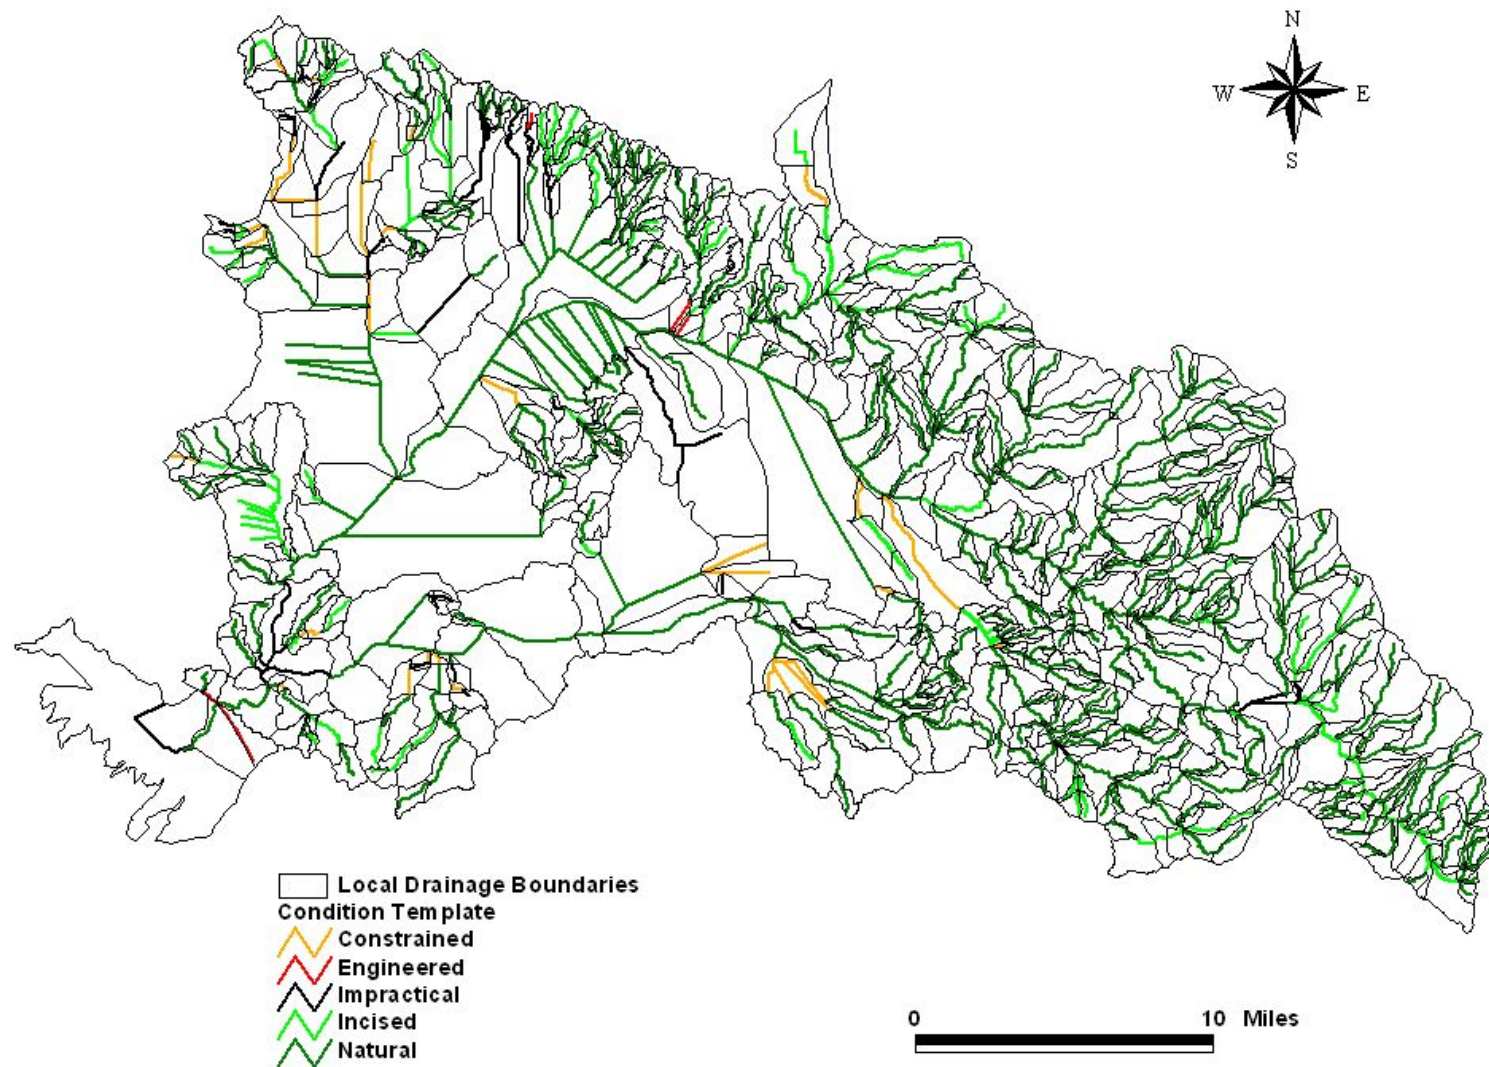 N
W E
S
Local Drainage Boundaries
Condition Template
Constrained
Engineered
Impractical
Incised
Natural
0 10 Miles